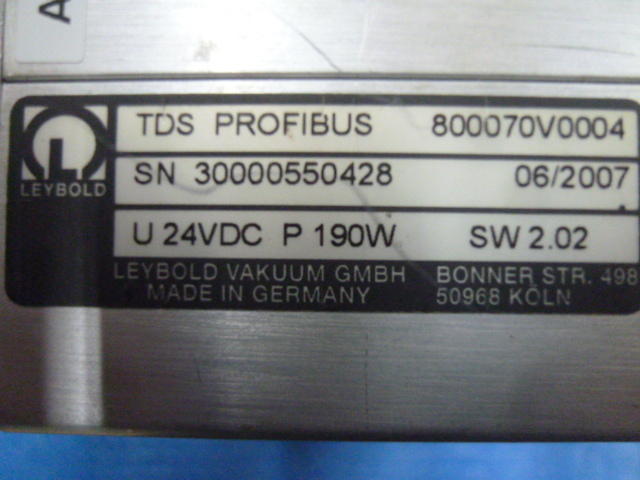 A
TDS PROFIBUS 800070V0004
LEYBOLD
SN 30000550428 06/2007
U 24VDC P 190W SW 2.02
LEYBOLD VAKUUM GMBH BONNER STR. 498
MADE IN GERMANY 50968 KÖLN